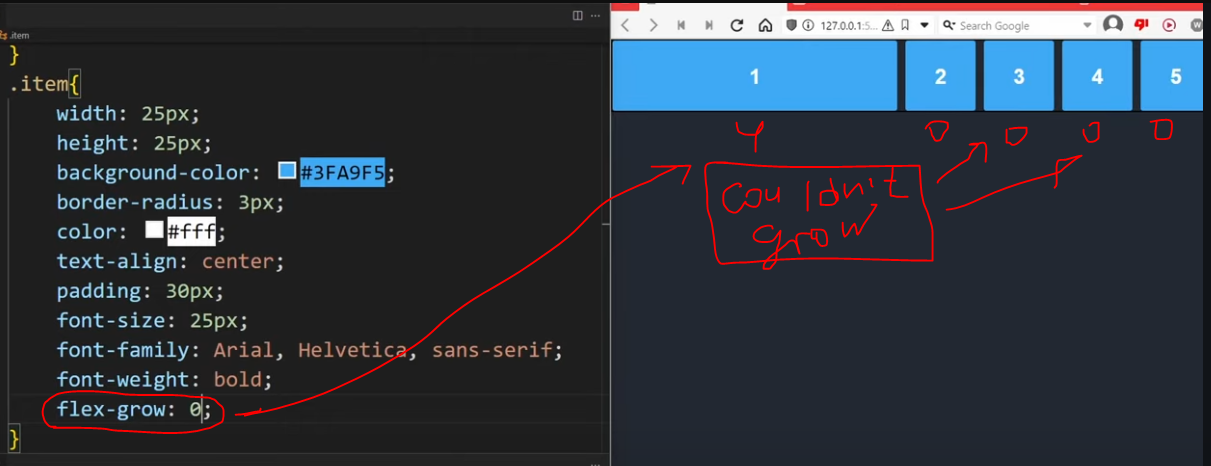 .item
}
.item{
width: 25px;
height: 25px;
background-color: #3FA9F5;
border-radius: 3px;
color: #fff;
text-align: center;
padding: 30px;
font-size: 25px;
font-family: Arial, Helvetica, sans-serif;
font-weight: bold;
flex-grow: 0;
}
127.0.0.1:5... Search Google
1 2 3 4 5
4 0 0 0 0
couldn't
grow